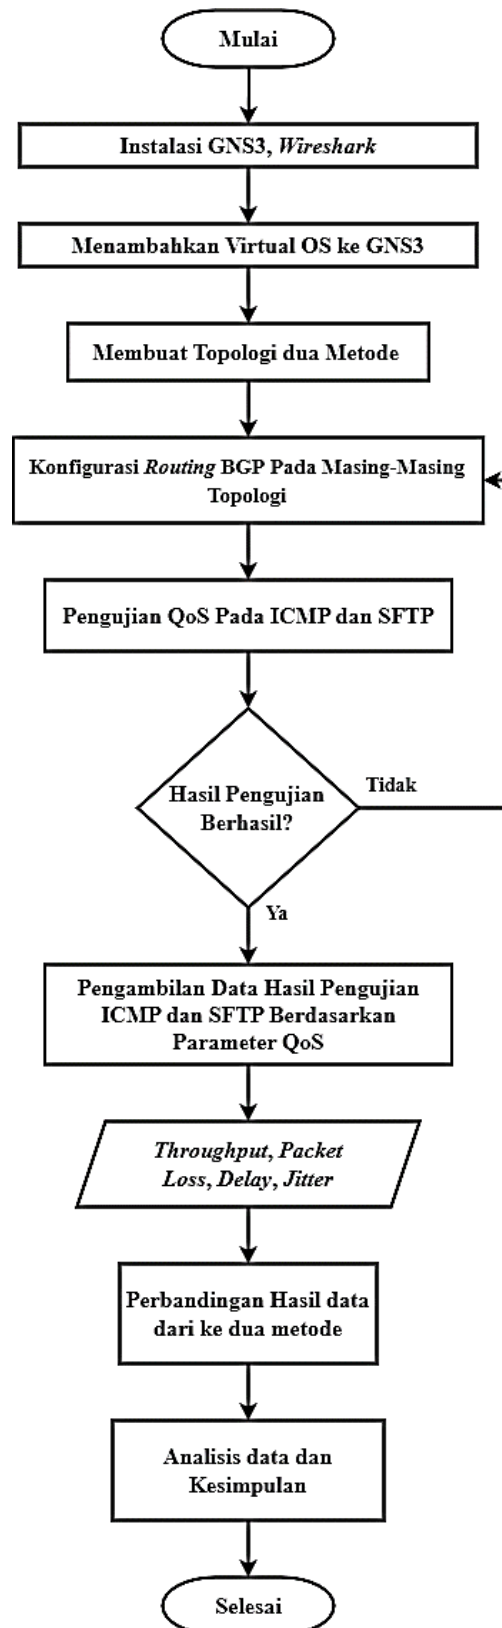 Mulai
Instalasi GNS3, Wireshark
Menambahkan Virtual OS ke GNS3
Membuat Topologi dua Metode
Konfigurasi Routing BGP Pada Masing-Masing
Topologi
Pengujian QoS Pada ICMP dan SFTP
Hasil Pengujian
Berhasil?
Tidak
Ya
Pengambilan Data Hasil Pengujian
ICMP dan SFTP Berdasarkan
Parameter QoS
Throughput, Packet
Loss, Delay, Jitter
Perbandingan Hasil data
dari ke dua metode
Analisis data dan
Kesimpulan
Selesai